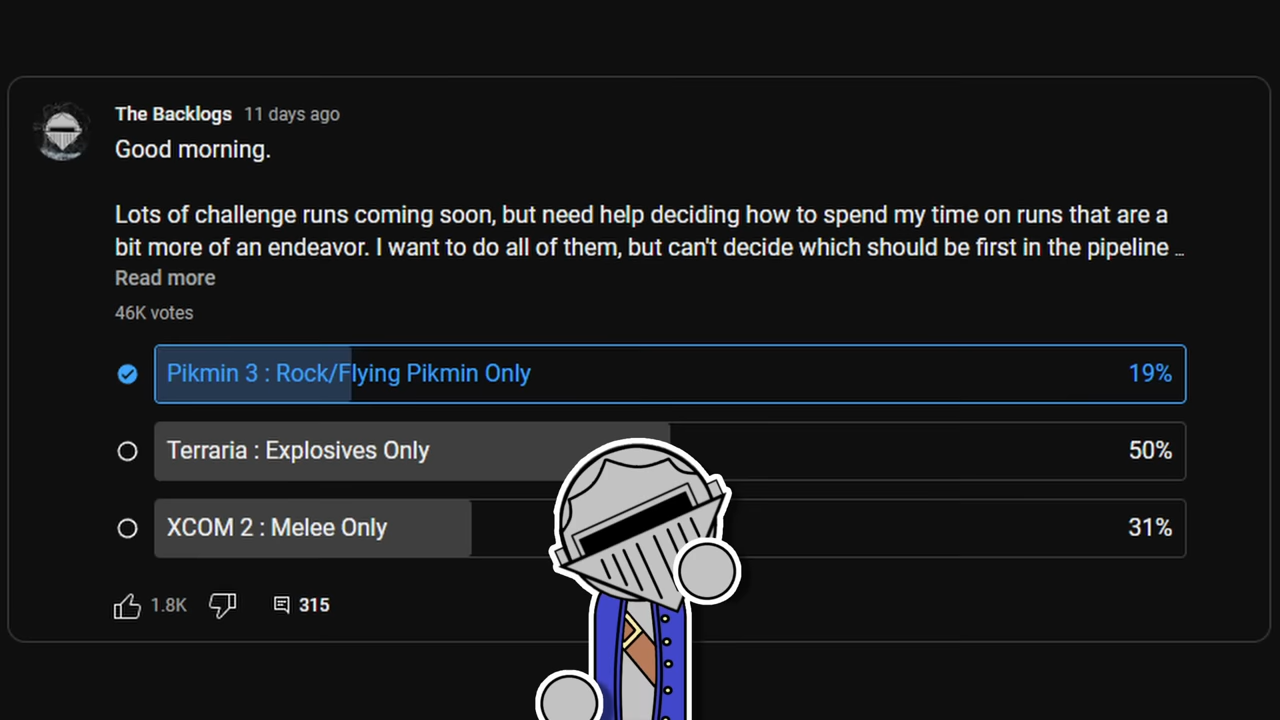 The Backlogs 11 days ago
Good morning.
Lots of challenge runs coming soon, but need help deciding how to spend my time on runs that are a
bit more of an endeavor. I want to do all of them, but can't decide which should be first in the pipeline ...
Read more
46K votes
Pikmin 3 : Rock/Flying Pikmin Only 19%
Terraria : Explosives Only 50%
XCOM 2 : Melee Only 31%
1.8K 315